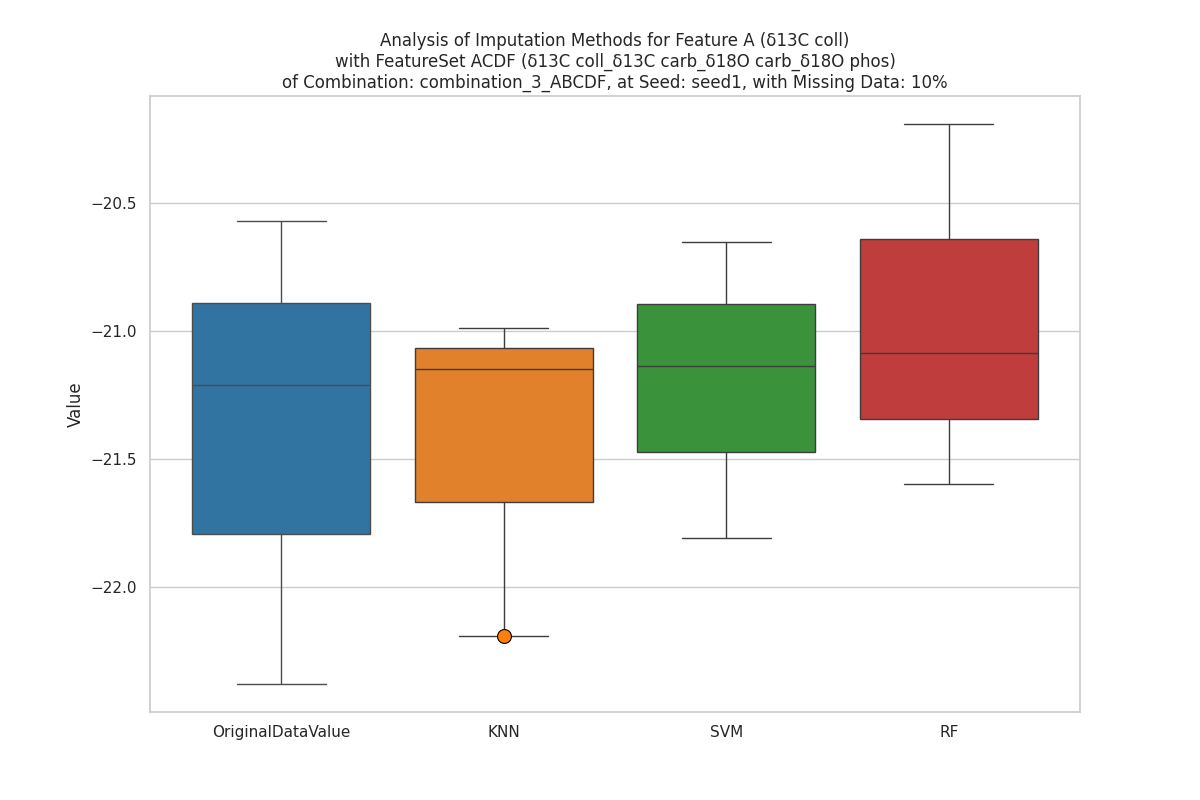 Analysis of Imputation Methods for Feature A (δ13C coll)
with FeatureSet ACDF (δ13C coll_δ13C carb_δ18O carb_δ18O phos)
of Combination: combination_3_ABCDF, at Seed: seed1, with Missing Data: 10%
Value
−20.5
−21.0
−21.5
−22.0
OriginalDataValue
KNN
SVM
RF